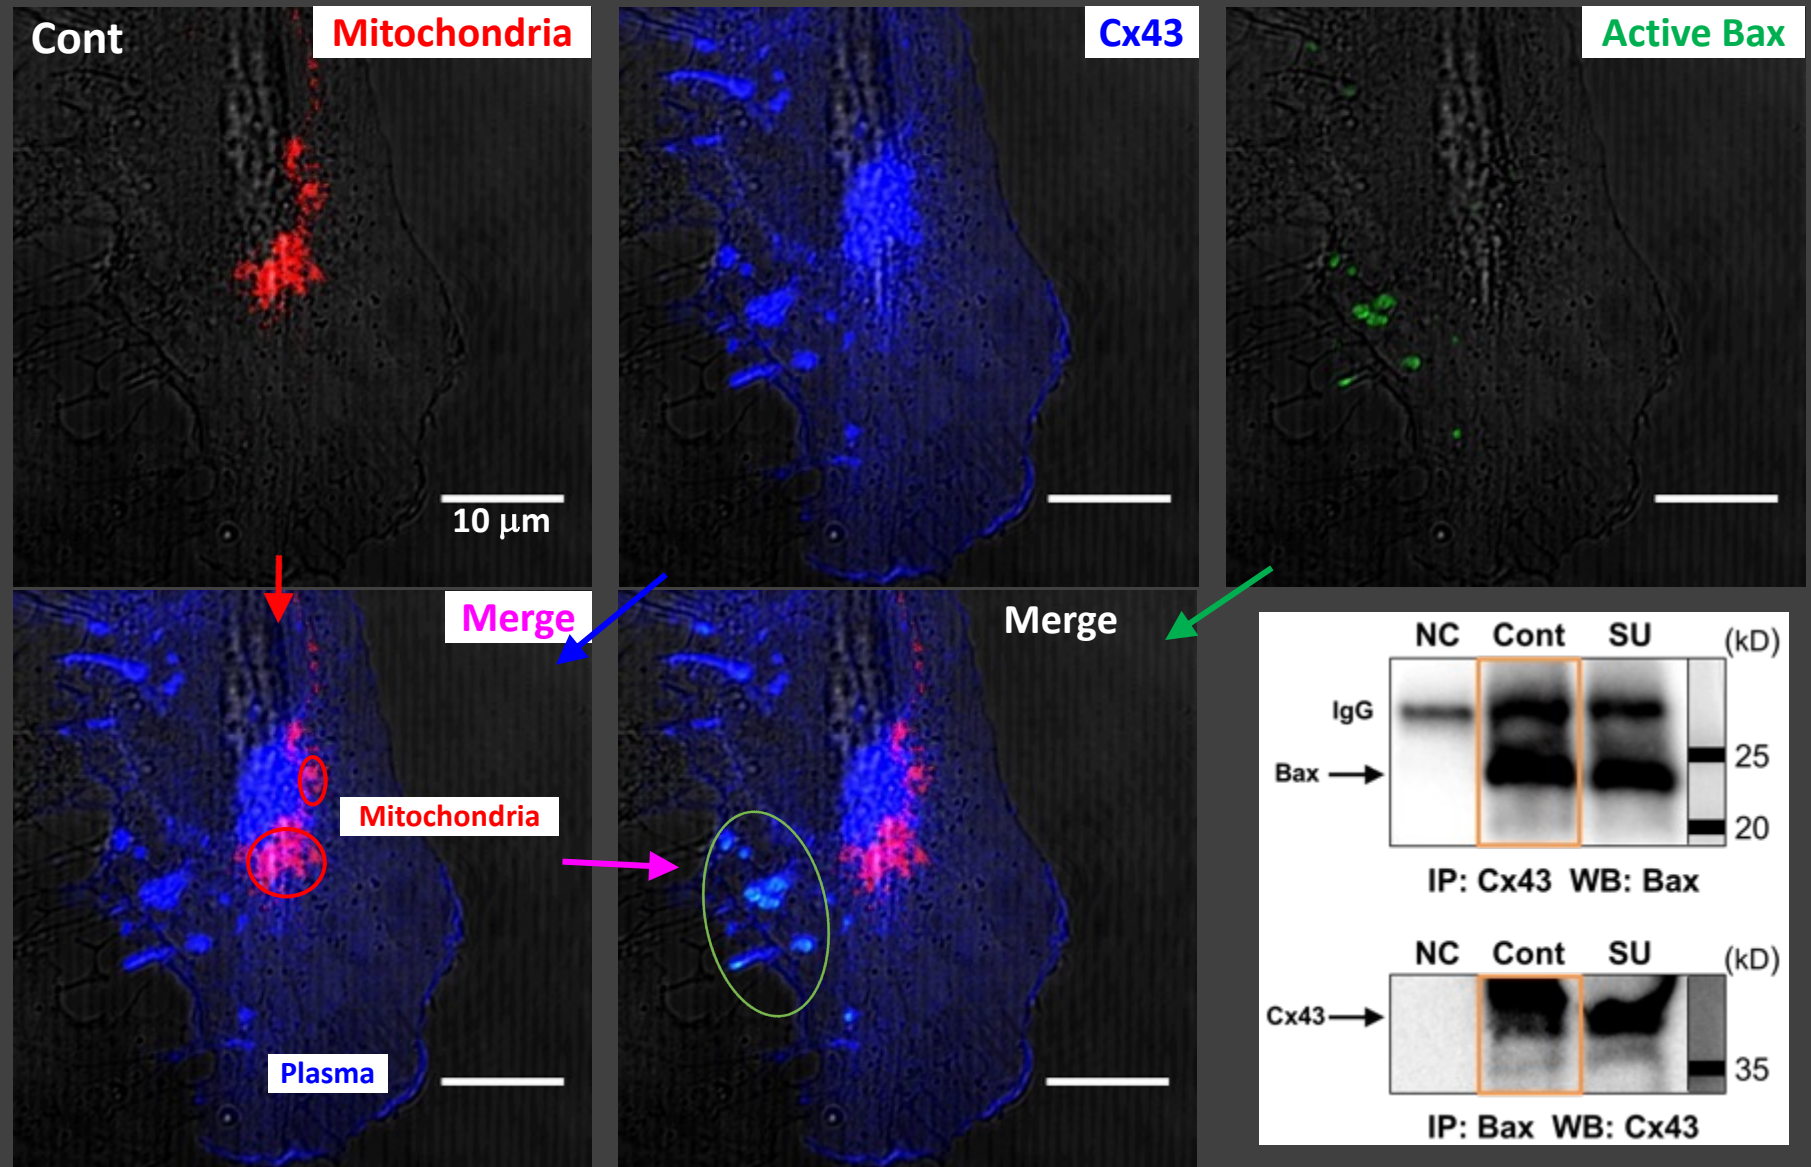 Cont
Mitochondria
Cx43
Active Bax
10 μm
Merge
Merge
Mitochondria
Plasma
NC Cont SU (kD)
IgG
25
Bax
20
IP: Cx43 WB: Bax
NC Cont SU (kD)
Cx43
35
IP: Bax WB: Cx43